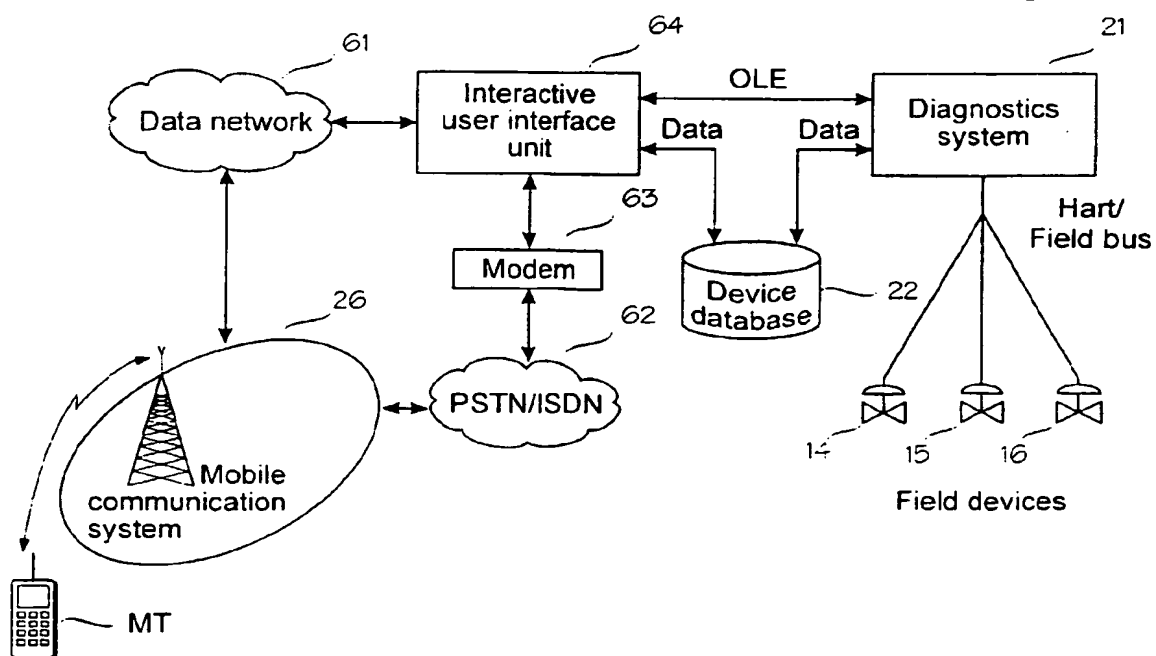 61
64
21
Data network
Interactive
user interface
unit
OLE
Data
Data
Diagnostics
system
63
Modem
Hart/
Field bus
Device
database
22
26
62
PSTN/ISDN
Mobile
communication
system
14
15
16
Field devices
MT